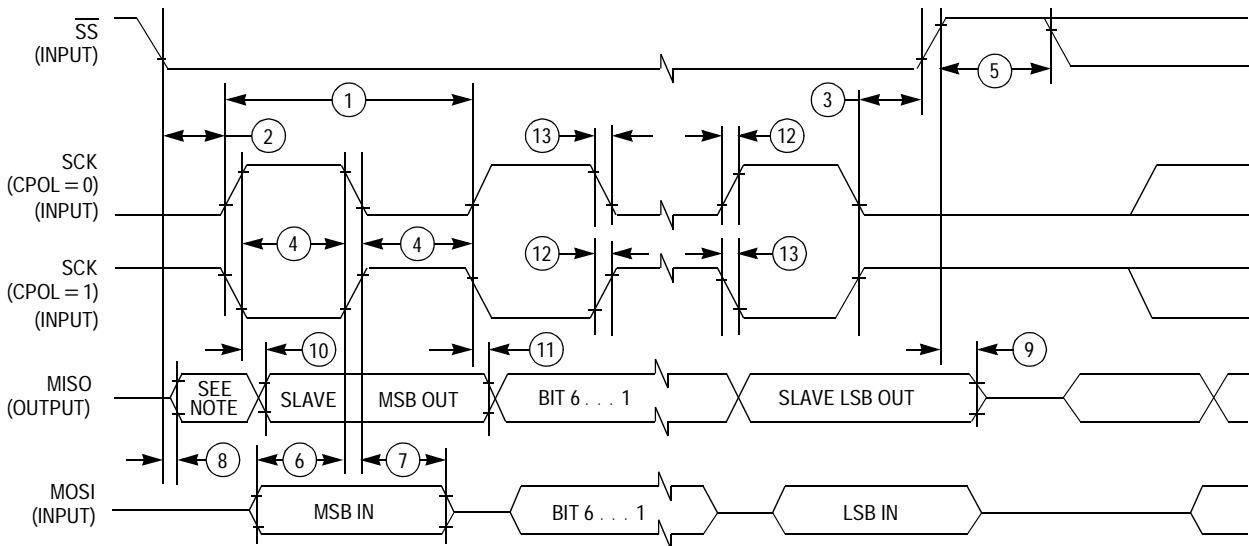 SS
(INPUT)
5
1
3
2
13
12
SCK
(CPOL = 0)
(INPUT)
4
4
12
13
SCK
(CPOL = 1)
(INPUT)
10
11
9
MISO
(OUTPUT)
SEE
NOTE
SLAVE
MSB OUT
BIT 6 . . . 1
SLAVE LSB OUT
8
6
7
MOSI
(INPUT)
MSB IN
BIT 6 . . . 1
LSB IN